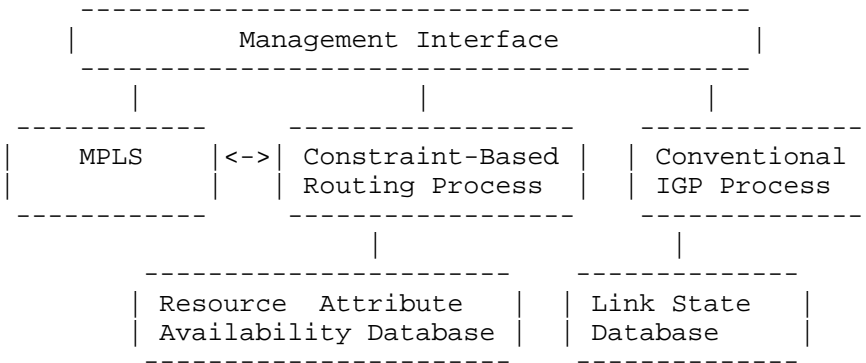 Management Interface
MPLS <-> Constraint-Based Conventional
Routing Process IGP Process
Resource Attribute Link State
Availability Database Database